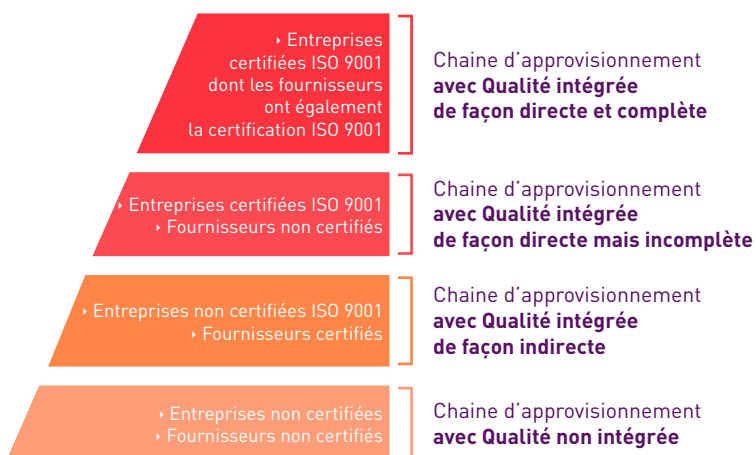 ‣ Entreprises
certifiées ISO 9001
dont les fournisseurs
ont également
la certification ISO 9001
Chaine d’approvisionnement
avec Qualité intégrée
de façon directe et complète
‣ Entreprises certifiées ISO 9001
‣ Fournisseurs non certifiés
Chaine d’approvisionnement
avec Qualité intégrée
de façon directe mais incomplète
‣ Entreprises non certifiées ISO 9001
‣ Fournisseurs certifiés
Chaine d’approvisionnement
avec Qualité intégrée
de façon indirecte
‣ Entreprises non certifiées
‣ Fournisseurs non certifiés
Chaine d’approvisionnement
avec Qualité non intégrée